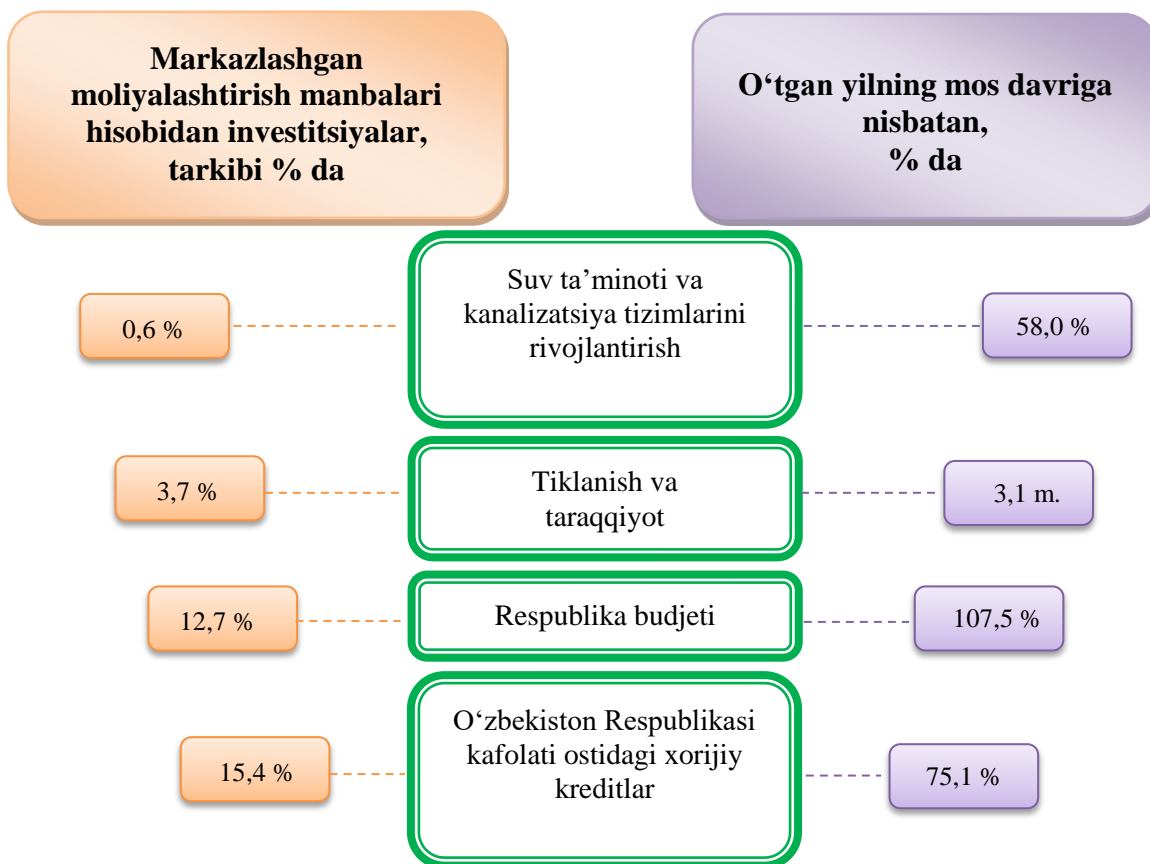 Markazlashgan
moliyalashtirish manbalari
hisobidan investitsiyalar,
tarkibi % da
O‘tgan yilning mos davriga
nisbatan,
% da
0,6 %
Suv ta’minoti va
kanalizatsiya tizimlarini
rivojlantirish
58,0 %
3,7 %
Tiklanish va
taraqqiyot
3,1 m.
12,7 %
Respublika budjeti
107,5 %
15,4 %
O‘zbekiston Respublikasi
kafolati ostidagi xorijiy
kreditlar
75,1 %